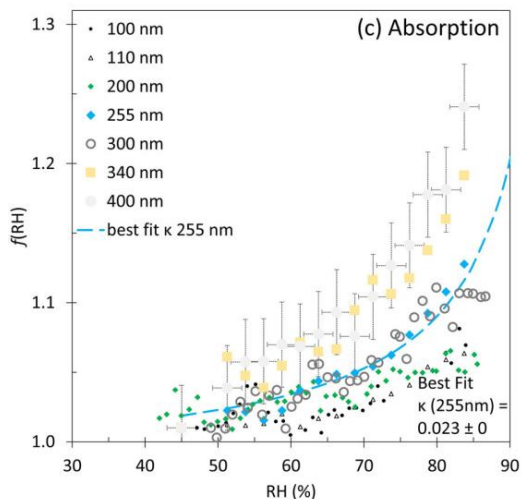 (c) Absorption
100 nm
110 nm
200 nm
255 nm
300 nm
340 nm
400 nm
best fit κ 255 nm
1.3
1.2
1.1
1.0
f(RH)
Best Fit
κ (255nm) =
0.023 ± 0
30 40 50 60 70 80 90
RH (%)